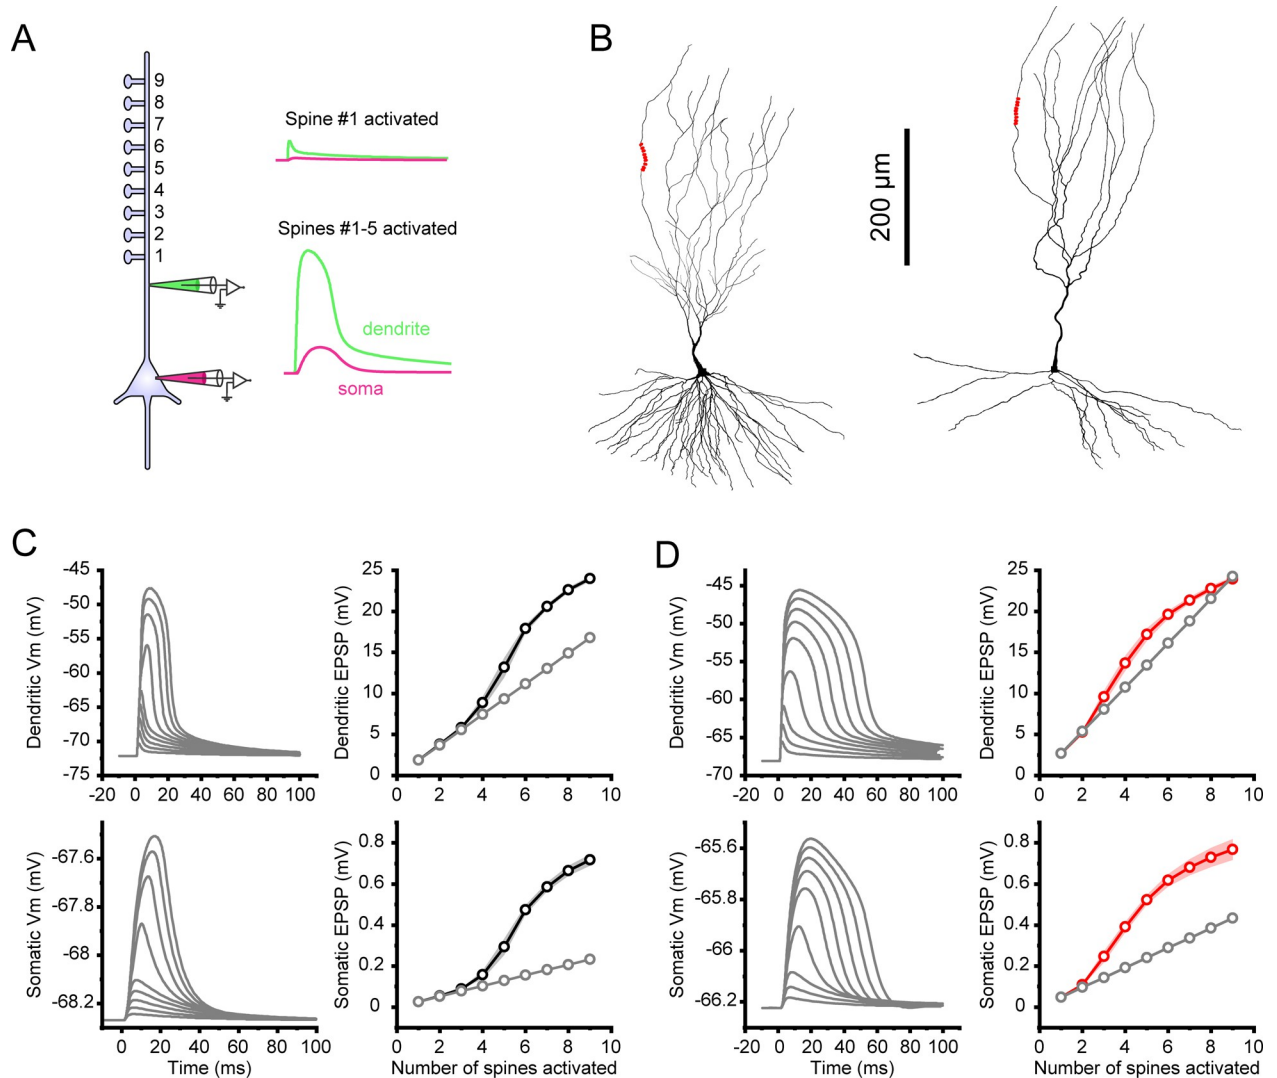 A
9
8
7
6
5
4
3
2
1
Spine #1 activated
Spines #1-5 activated
dendrite
soma
B
200 µm
C
Dendritic Vm (mV)
-45
-50
-55
-60
-65
-70
-75
-20 0 20 40 60 80 100
Dendritic EPSP (mV)
25
20
15
10
5
0
0 2 4 6 8 10
Somatic Vm (mV)
-67.6
-67.8
-68
-68.2
0 20 40 60 80 100
Time (ms)
Somatic EPSP (mV)
0.8
0.6
0.4
0.2
0
0 2 4 6 8 10
Number of spines activated
D
Dendritic Vm (mV)
-45
-50
-55
-60
-65
-70
-20 0 20 40 60 80 100
Dendritic EPSP (mV)
25
20
15
10
5
0
0 2 4 6 8 10
Somatic Vm (mV)
-65.6
-65.8
-66
-66.2
-20 0 20 40 60 80 100
Time (ms)
Somatic EPSP (mV)
0.8
0.6
0.4
0.2
0
0 2 4 6 8 10
Number of spines activated